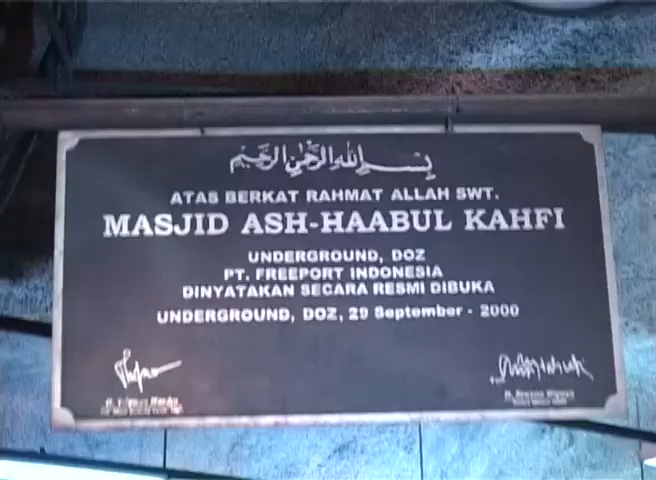 بسم الله الرحمن الرحيم
ATAS BERKAT RAHMAT ALLAH SWT.
MASJID ASH-HAABUL KAHFI
UNDERGROUND, DOZ
PT. FREEPORT INDONESIA
DINYATAKAN SECARA RESMI DIBUKA
UNDERGROUND, DOZ, 29 September - 2000